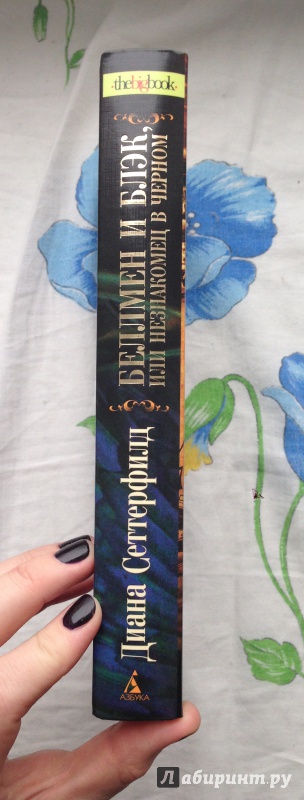 ·thebigbook·
Диана Сеттерфилд
БЕЛЛМЕН И БЛЭК,
ИЛИ НЕЗНАКОМЕЦ В ЧЕРНОМ
АЗБУКА
Лабиринт.ру